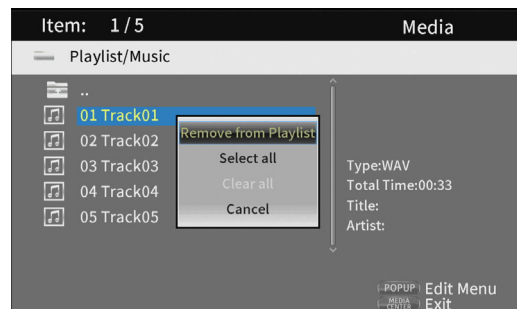 Item: 1/5
Media
Playlist/Music
..
01 Track01
02 Track02
03 Track03
04 Track04
05 Track05
Remove from Playlist
Select all
Clear all
Cancel
Type:WAV
Total Time:00:33
Title:
Artist:
POPUP Edit Menu
MEDIA CENTER Exit